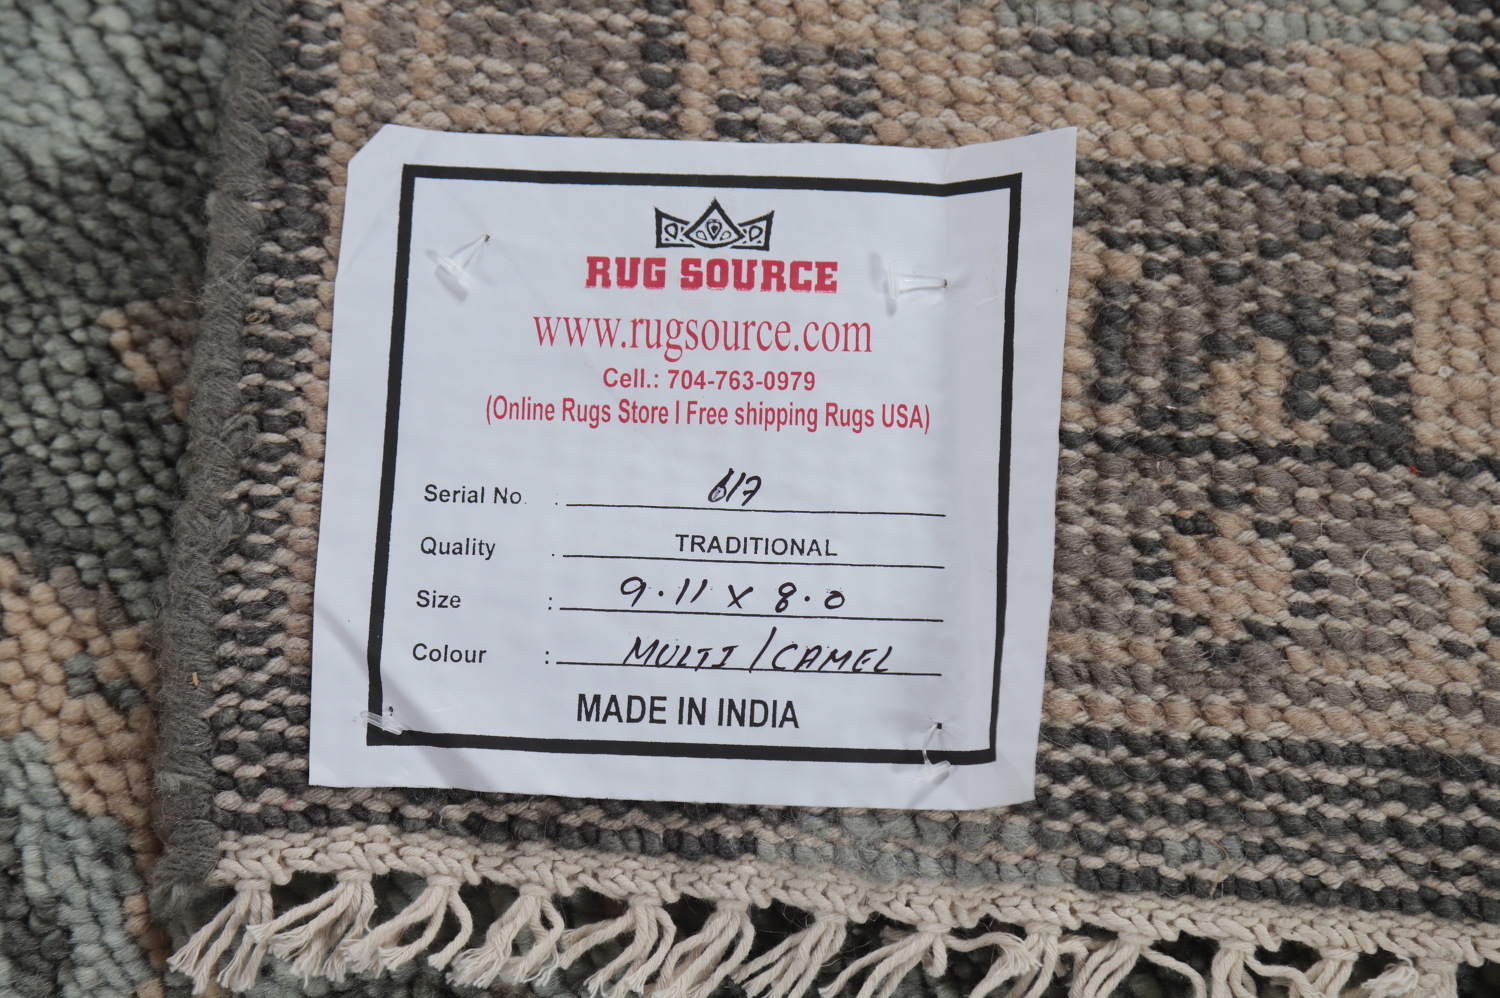 RUG SOURCE
www.rugsource.com
Cell.: 704-763-0979
(Online Rugs Store | Free shipping Rugs USA)
Serial No. : 617
Quality : TRADITIONAL
Size : 9.11 x 8.0
Colour : MULTI/CAMEL
MADE IN INDIA